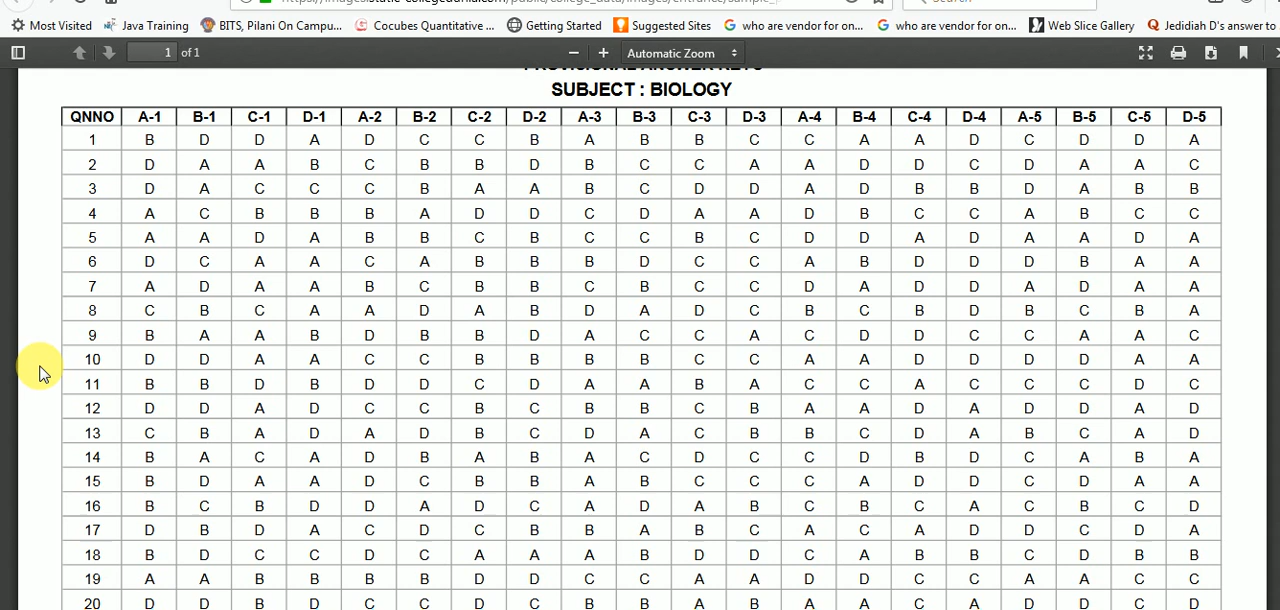 Most Visited Java Training BITS, Pilani On Campu... Cocubes Quantitative ... Getting Started Suggested Sites who are vendor for on... who are vendor for on... Web Slice Gallery Jedidiah D's answer to
1 of 1 Automatic Zoom
PROVISIONAL ANSWER KEYS
SUBJECT : BIOLOGY
QNNO A-1 B-1 C-1 D-1 A-2 B-2 C-2 D-2 A-3 B-3 C-3 D-3 A-4 B-4 C-4 D-4 A-5 B-5 C-5 D-5
1 B D D A D C C B A B B C C A A D C D D A
2 D A A B C B B D B C C A A D D C D A A C
3 D A C C C B A A B C D D A D B B D A B B
4 A C B B B A D D C D A A D B C C A B C C
5 A A D A B B C B C C B C D D A D A A D A
6 D C A A C A B B B D C C A B D D D B A A
7 A D A A B C B B C B C C D A D D A D A A
8 C B C A A D A B D A D C B C B D B C B A
9 B A A B D B B D A C C A C D D C C A A C
10 D D A A C C B B B B C C A A D D D D A A
11 B B D B D D C D A A B A C C A C C C D C
12 D D A D C C B C B B C B A A D A D D A D
13 C B A D A D B C D A C B B C D A B C A D
14 B A C A D B A B A C D C C D B D C A B A
15 B D A A D C B B A B C C C A D D C D A A
16 B C B D D A D C A D A B C B C A C B C D
17 D B D A C D C B B A B C A C A D D C D A
18 B D C C D C A A A B D D C A B B C D B B
19 A A B B B B D D C C A A D D C C A A C C
20 D D B D C C D C B B A B A A C A D D C D